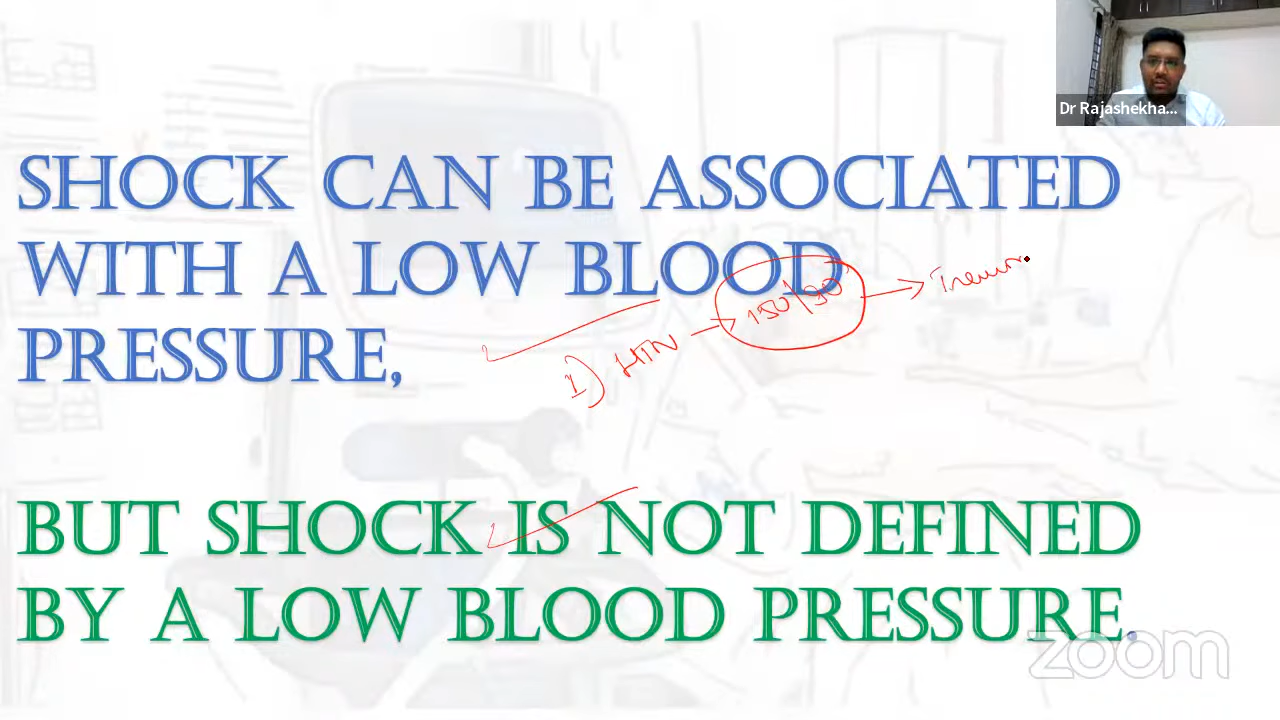 Dr Rajashekha...
SHOCK CAN BE ASSOCIATED
WITH A LOW BLOOD
PRESSURE,
1) HTN → 150/90 →
BUT SHOCK IS NOT DEFINED
BY A LOW BLOOD PRESSURE.
zoom